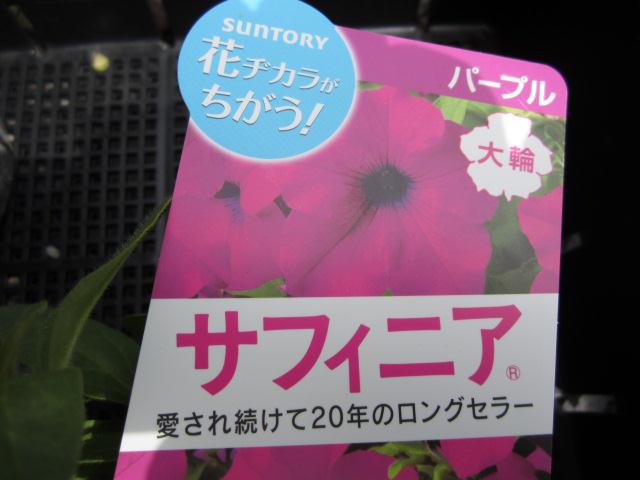 SUNTORY
花ヂカラが
ちがう!
パープル
大輪
サフィニア®
愛され続けて20年のロングセラー